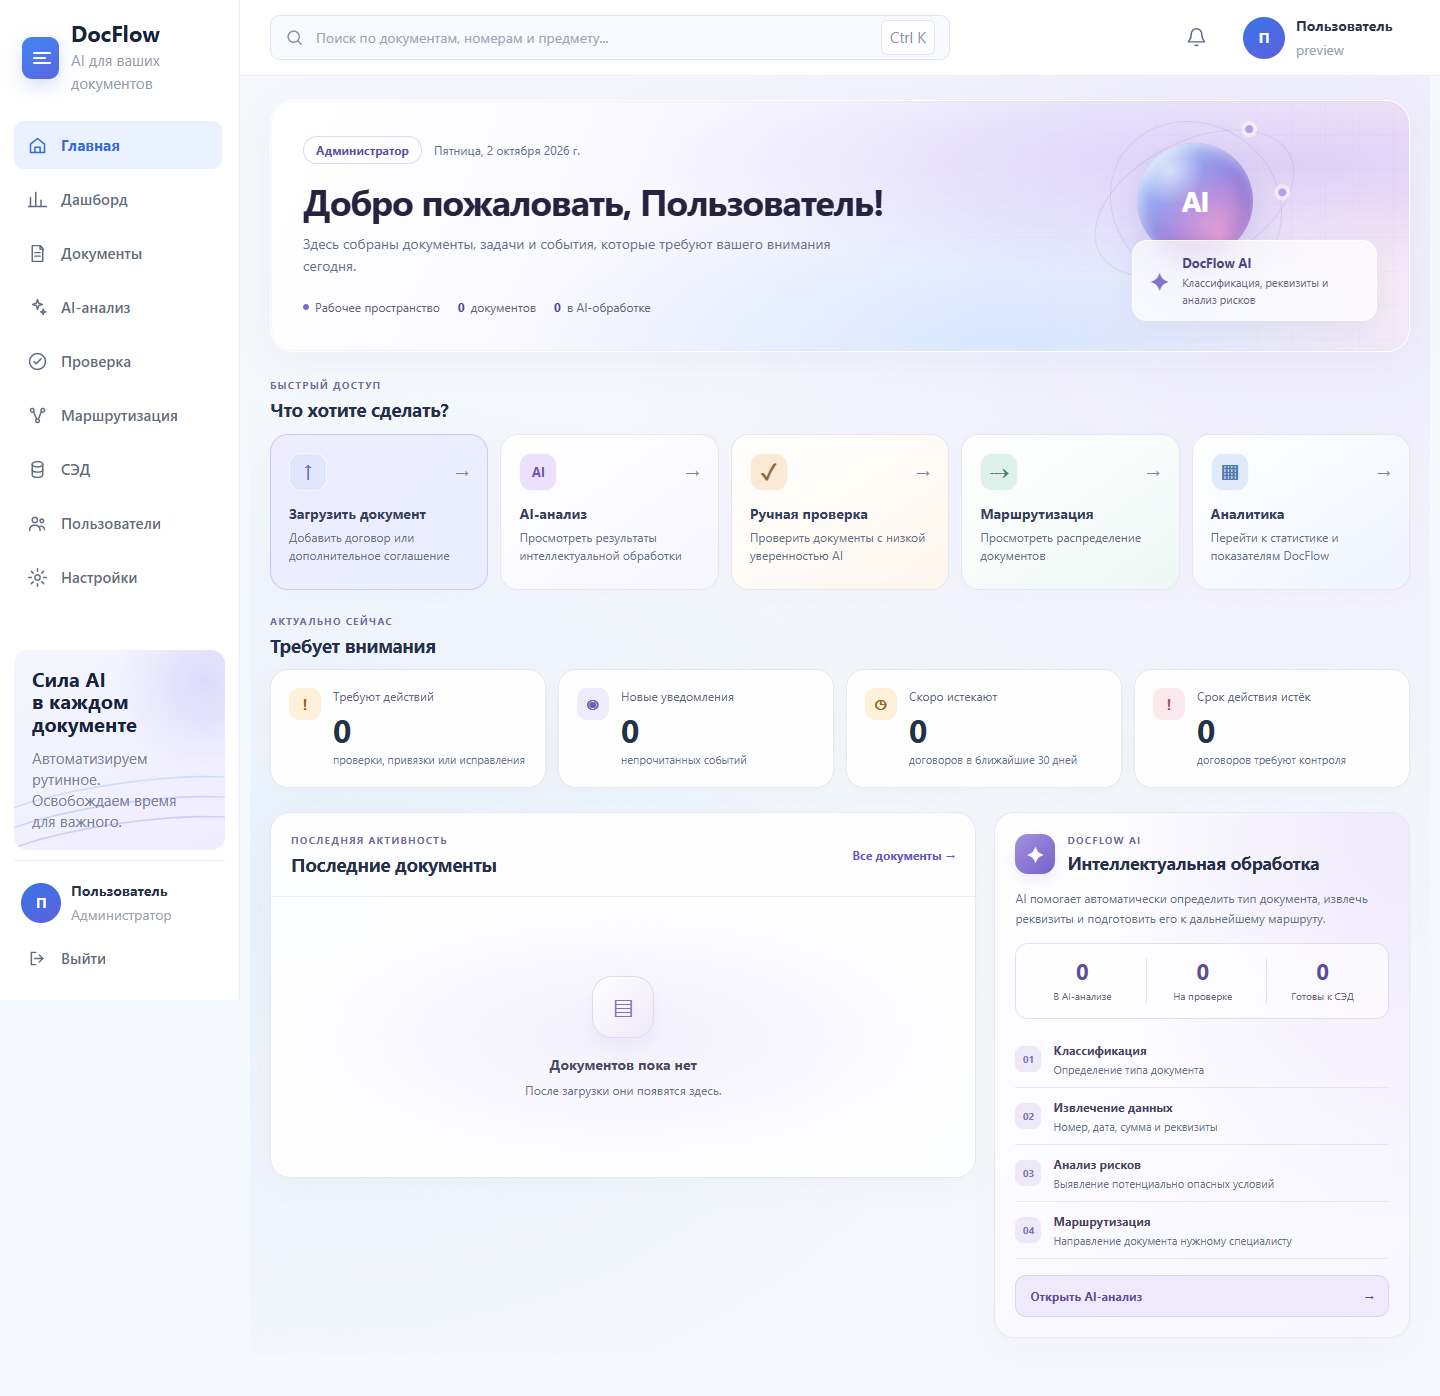 DocFlow
AI для ваших
документов
Главная
Дашборд
Документы
AI-анализ
Проверка
Маршрутизация
СЭД
Пользователи
Настройки
Сила AI
в каждом
документе
Автоматизируем
рутинное.
Освобождаем время
для важного.
П
Пользователь
Администратор
Выйти
Поиск по документам, номерам и предмету...
Ctrl K
П
Пользователь
preview
Администратор
Пятница, 2 октября 2026 г.
Добро пожаловать, Пользователь!
Здесь собраны документы, задачи и события, которые требуют вашего внимания
сегодня.
Рабочее пространство 0 документов 0 в AI-обработке
AI
DocFlow AI
Классификация, реквизиты и
анализ рисков
БЫСТРЫЙ ДОСТУП
Что хотите сделать?
↑ →
Загрузить документ
Добавить договор или
дополнительное соглашение
AI →
AI-анализ
Просмотреть результаты
интеллектуальной обработки
✓ →
Ручная проверка
Проверить документы с низкой
уверенностью AI
⤏ →
Маршрутизация
Просмотреть распределение
документов
▦ →
Аналитика
Перейти к статистике и
показателям DocFlow
АКТУАЛЬНО СЕЙЧАС
Требует внимания
!
Требуют действий
0
проверки, привязки или исправления
◉
Новые уведомления
0
непрочитанных событий
◷
Скоро истекают
0
договоров в ближайшие 30 дней
!
Срок действия истёк
0
договоров требуют контроля
ПОСЛЕДНЯЯ АКТИВНОСТЬ
Последние документы
Все документы →
▤
Документов пока нет
После загрузки они появятся здесь.
✦
DOCFLOW AI
Интеллектуальная обработка
AI помогает автоматически определить тип документа, извлечь
реквизиты и подготовить его к дальнейшему маршруту.
0
В AI-анализе
0
На проверке
0
Готовы к СЭД
01
Классификация
Определение типа документа
02
Извлечение данных
Номер, дата, сумма и реквизиты
03
Анализ рисков
Выявление потенциально опасных условий
04
Маршрутизация
Направление документа нужному специалисту
Открыть AI-анализ →